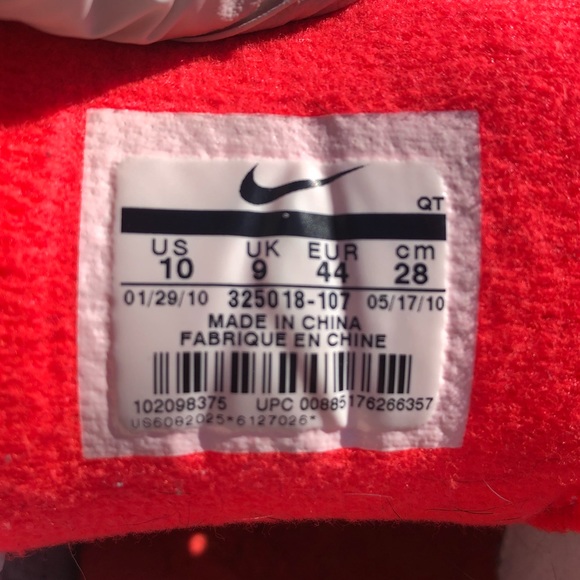 QT
US UK EUR cm
10 9 44 28
01/29/10 325018-107 05/17/10
MADE IN CHINA
FABRIQUE EN CHINE
102098375 UPC 00885176266357
US6082025*6127026*